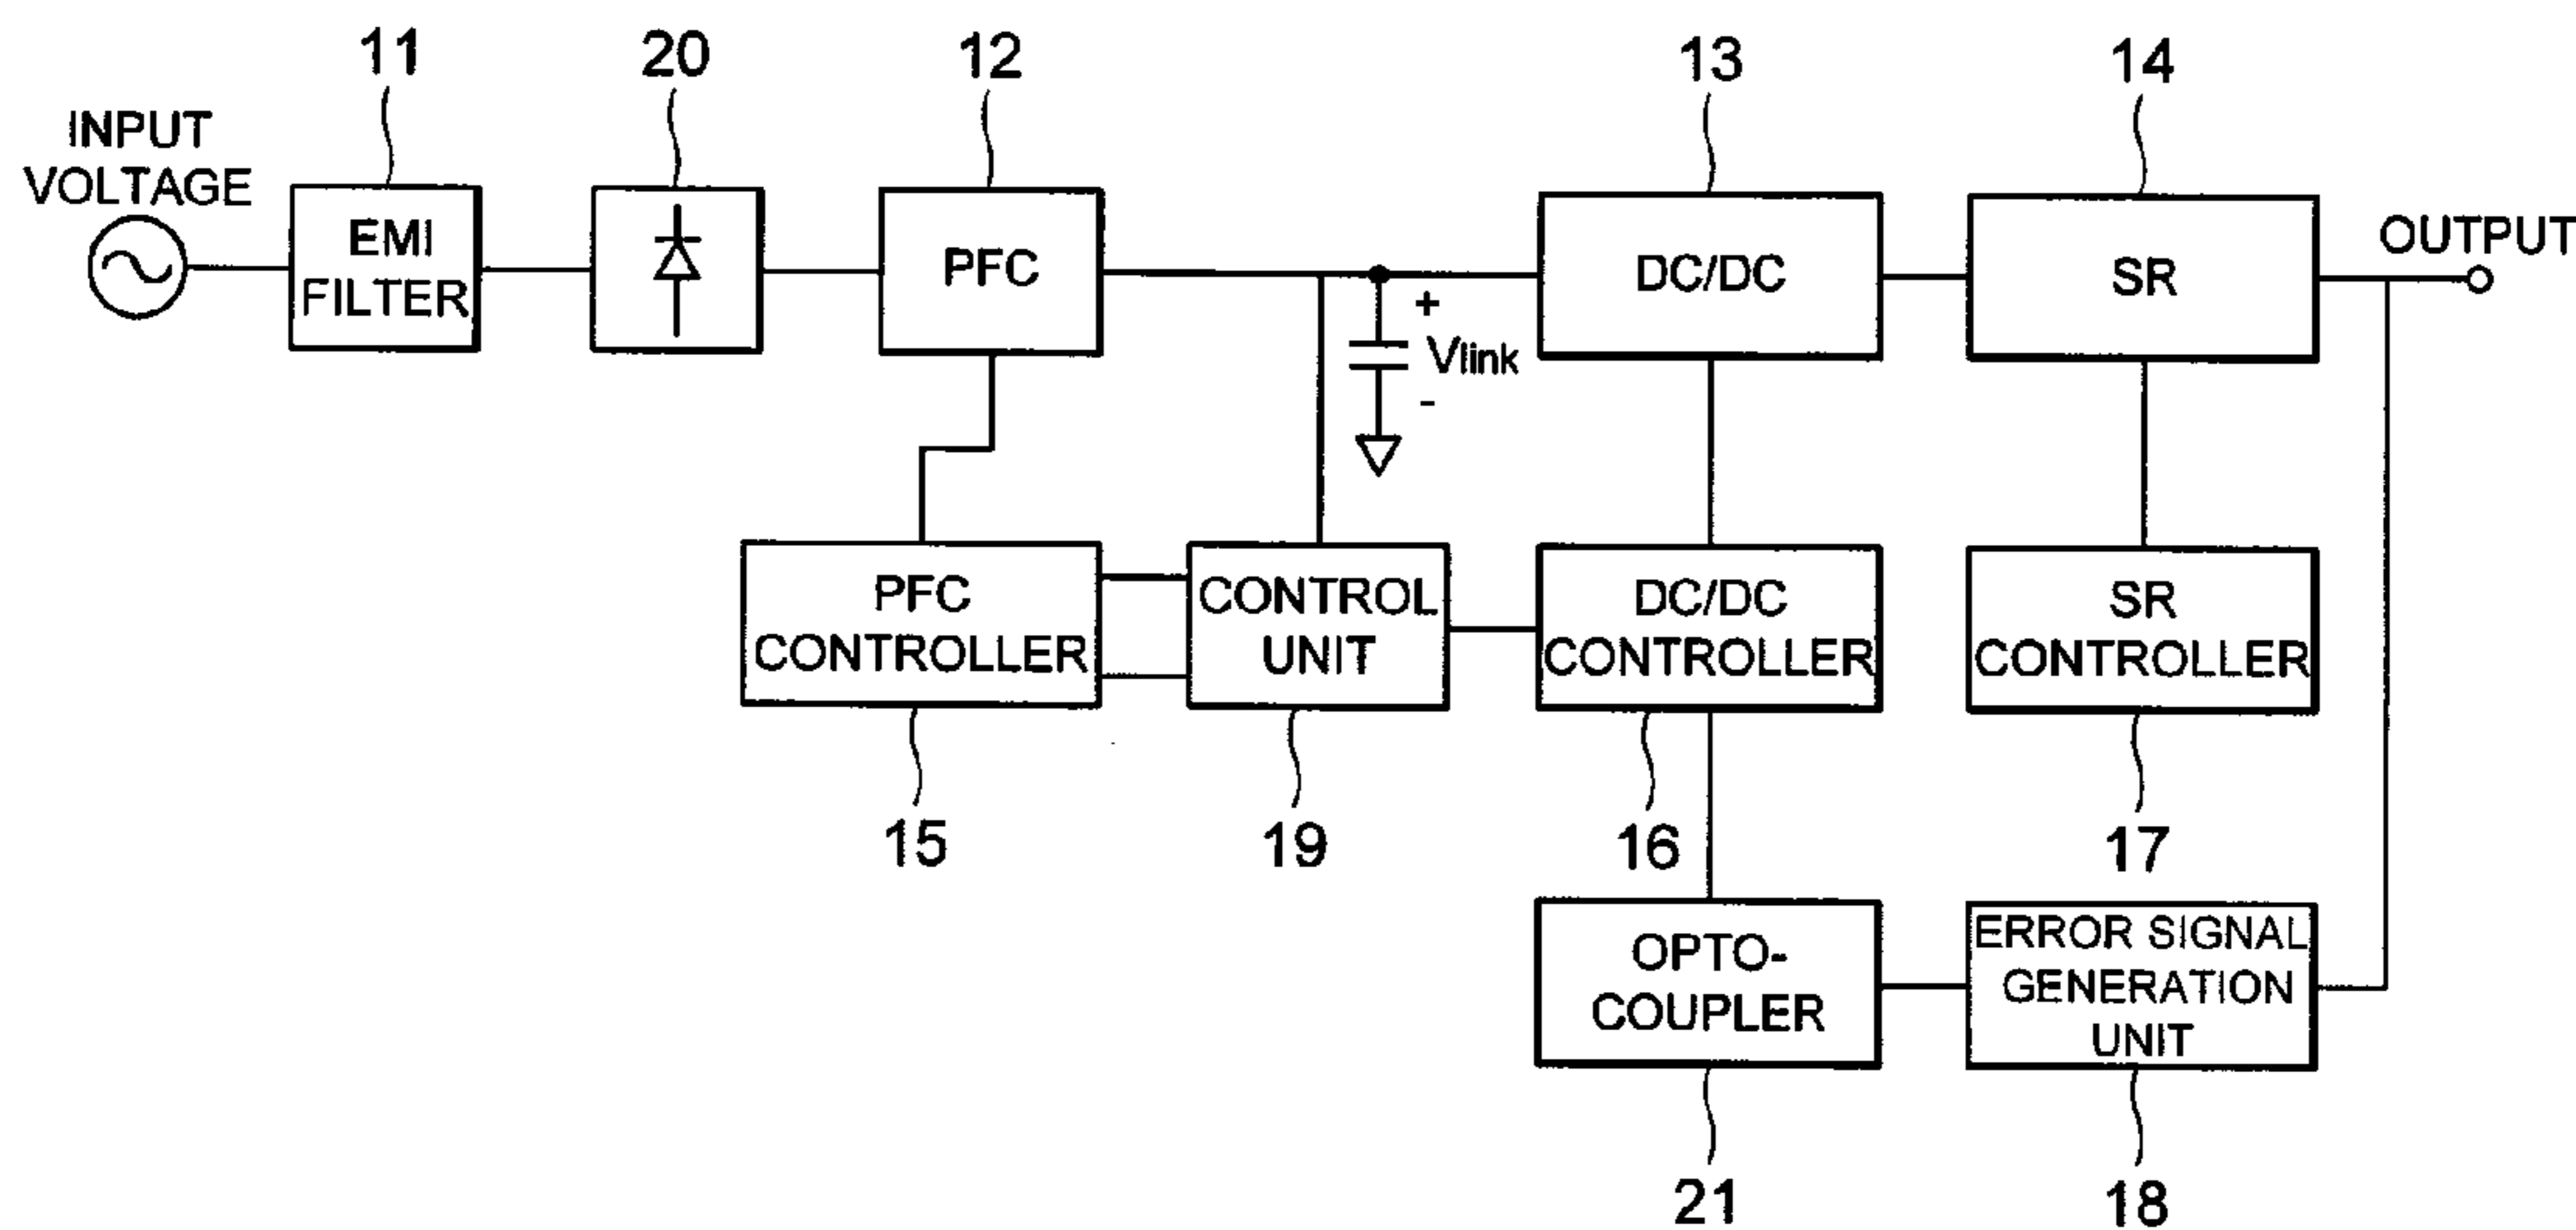 11
20
12
13
14
INPUT
VOLTAGE
EMI
FILTER
PFC
+
Vlink
-
DC/DC
SR
OUTPUT
PFC
CONTROLLER
CONTROL
UNIT
DC/DC
CONTROLLER
SR
CONTROLLER
15
19
16
17
OPTO-
COUPLER
ERROR SIGNAL
GENERATION
UNIT
21
18